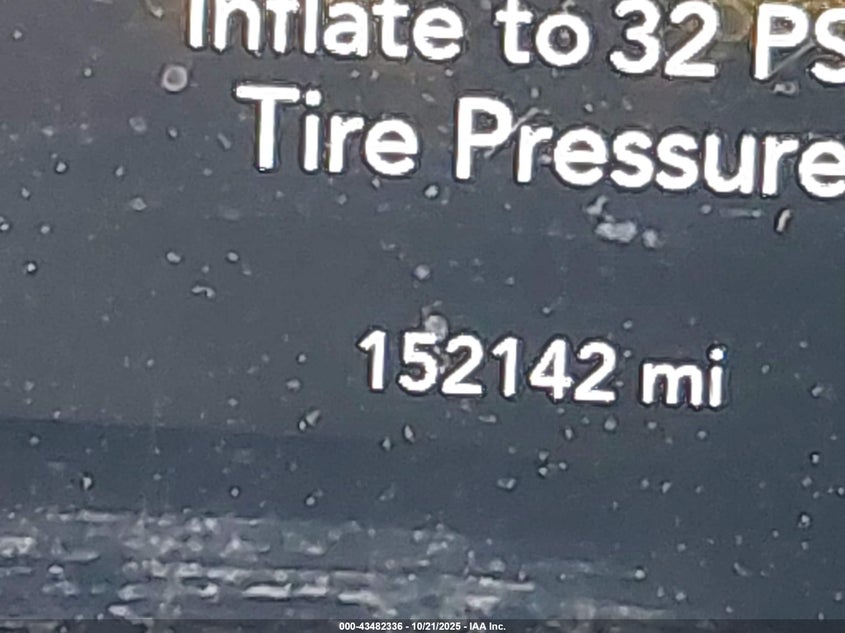 Inflate to 32 PS
Tire Pressure
152142 mi
000-43482336 - 10/21/2025 - IAA Inc.